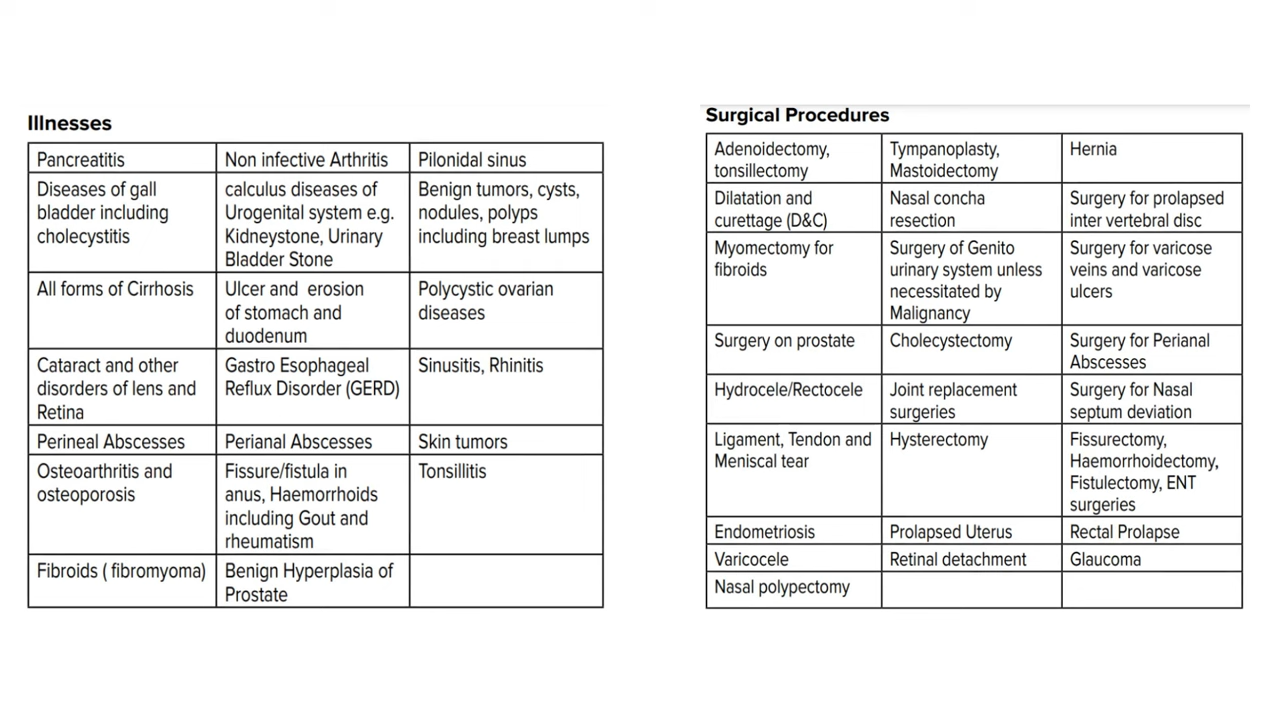 Illnesses
Pancreatitis
Non infective Arthritis
Pilonidal sinus
Diseases of gall
bladder including
cholecystitis
calculus diseases of
Urogenital system e.g.
Kidneystone, Urinary
Bladder Stone
Benign tumors, cysts,
nodules, polyps
including breast lumps
All forms of Cirrhosis
Ulcer and erosion
of stomach and
duodenum
Polycystic ovarian
diseases
Cataract and other
disorders of lens and
Retina
Gastro Esophageal
Reflux Disorder (GERD)
Sinusitis, Rhinitis
Perineal Abscesses
Perianal Abscesses
Skin tumors
Osteoarthritis and
osteoporosis
Fissure/fistula in
anus, Haemorrhoids
including Gout and
rheumatism
Tonsillitis
Fibroids ( fibromyoma)
Benign Hyperplasia of
Prostate
Surgical Procedures
Adenoidectomy,
tonsillectomy
Tympanoplasty,
Mastoidectomy
Hernia
Dilatation and
curettage (D&C)
Nasal concha
resection
Surgery for prolapsed
inter vertebral disc
Myomectomy for
fibroids
Surgery of Genito
urinary system unless
necessitated by
Malignancy
Surgery for varicose
veins and varicose
ulcers
Surgery on prostate
Cholecystectomy
Surgery for Perianal
Abscesses
Hydrocele/Rectocele
Joint replacement
surgeries
Surgery for Nasal
septum deviation
Ligament, Tendon and
Meniscal tear
Hysterectomy
Fissurectomy,
Haemorrhoidectomy,
Fistulectomy, ENT
surgeries
Endometriosis
Prolapsed Uterus
Rectal Prolapse
Varicocele
Retinal detachment
Glaucoma
Nasal polypectomy